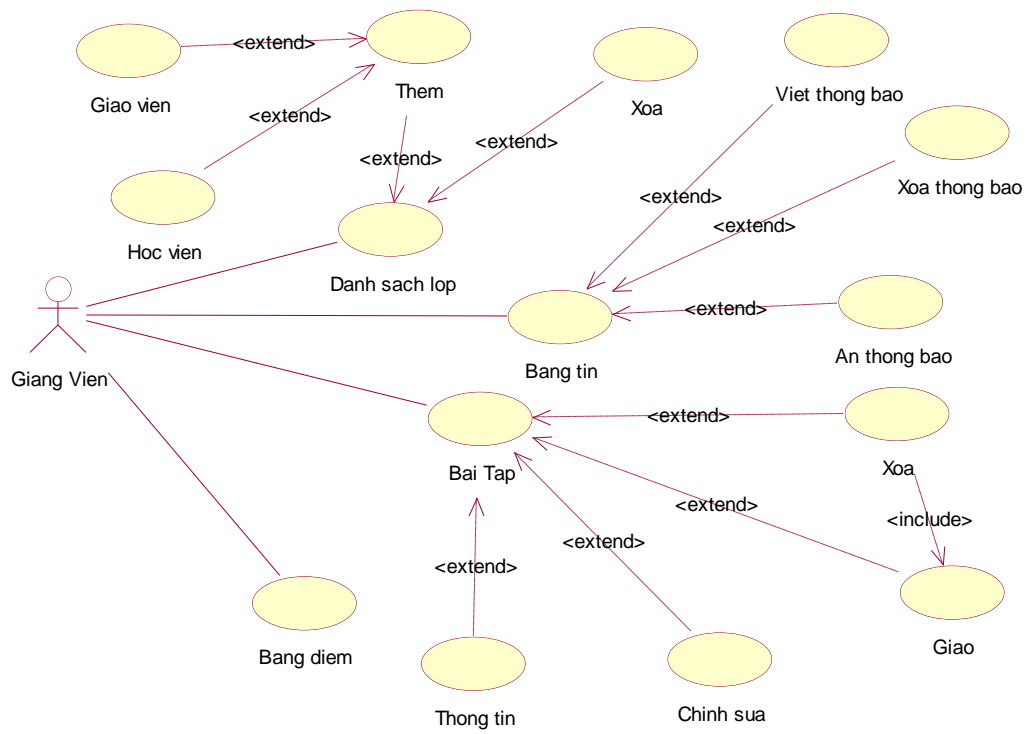 <extend>
Giao vien
Them
Xoa
Viet thong bao
<extend>
<extend>
<extend>
Hoc vien
<extend>
Xoa thong bao
<extend>
Danh sach lop
<extend>
An thong bao
Giang Vien
Bang tin
<extend>
Bai Tap
Xoa
<extend>
<include>
<extend>
<extend>
Giao
Bang diem
Thong tin
Chinh sua